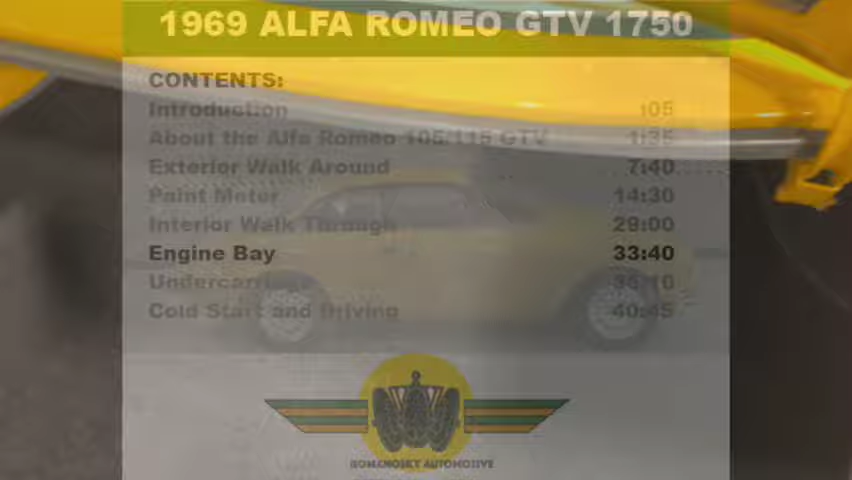 1969 ALFA ROMEO GTV 1750
CONTENTS:
Introduction :05
About the Alfa Romeo 105/115 GTV 1:35
Exterior Walk Around 7:40
Paint Meter 14:30
Interior Walk Through 29:00
Engine Bay 33:40
Undercarriage :10
Cold Start and Driving 40:45
ROMANOSKY AUTOMOTIVE